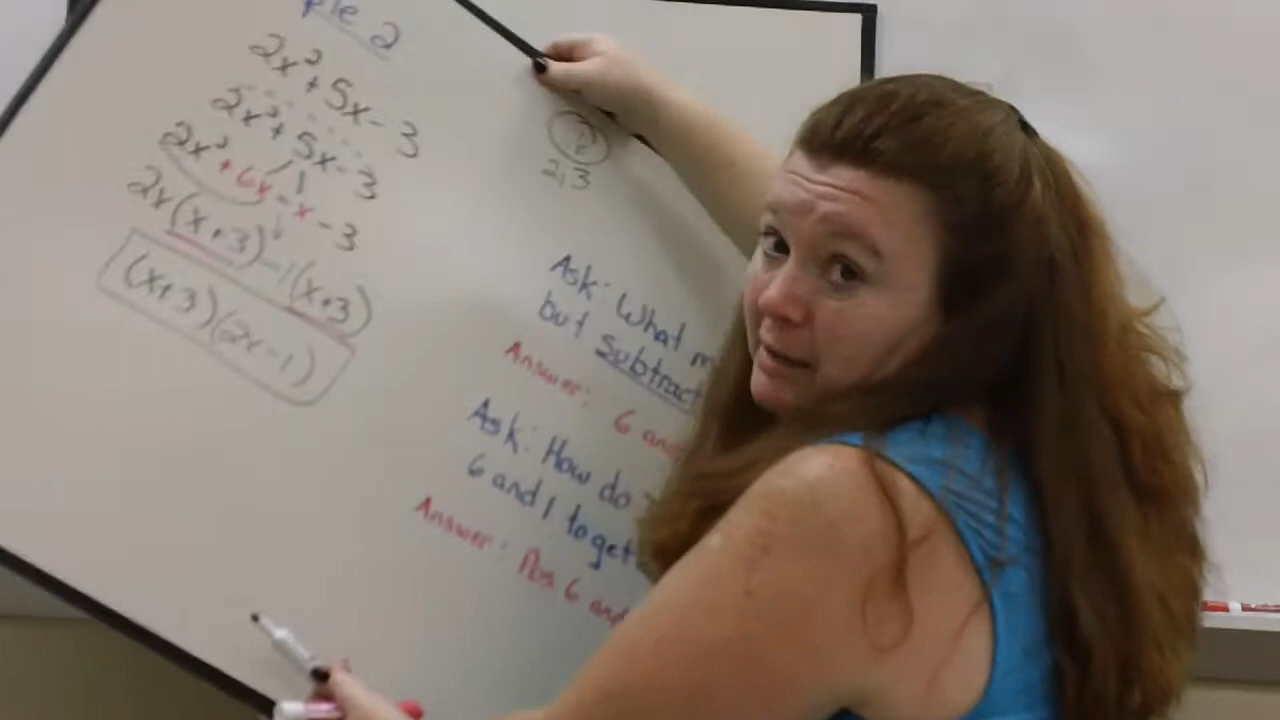 ple 2
2x² + 5x - 3
2x² + 5x - 3
2x² + 6x - x - 3
2x(x+3) -1(x+3)
(x+3)(2x-1)
2,3
Ask: What
but Subtract
Answer: 6 and
Ask: How do
6 and 1 to get
Answer: Pos 6 and